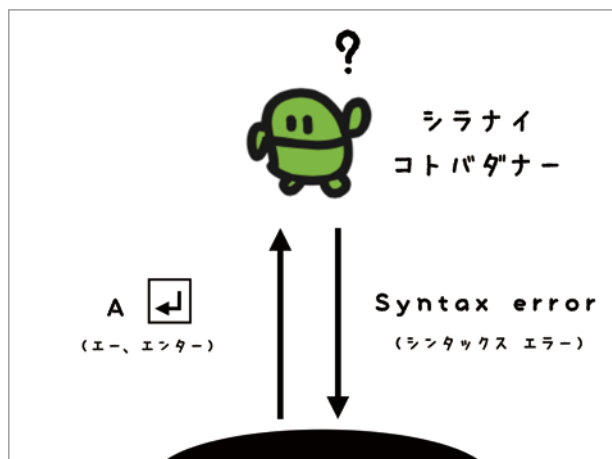 ?
シラナイ
コトバダナー
A ↵
(エー、エンター)
Syntax error
(シンタックス エラー)